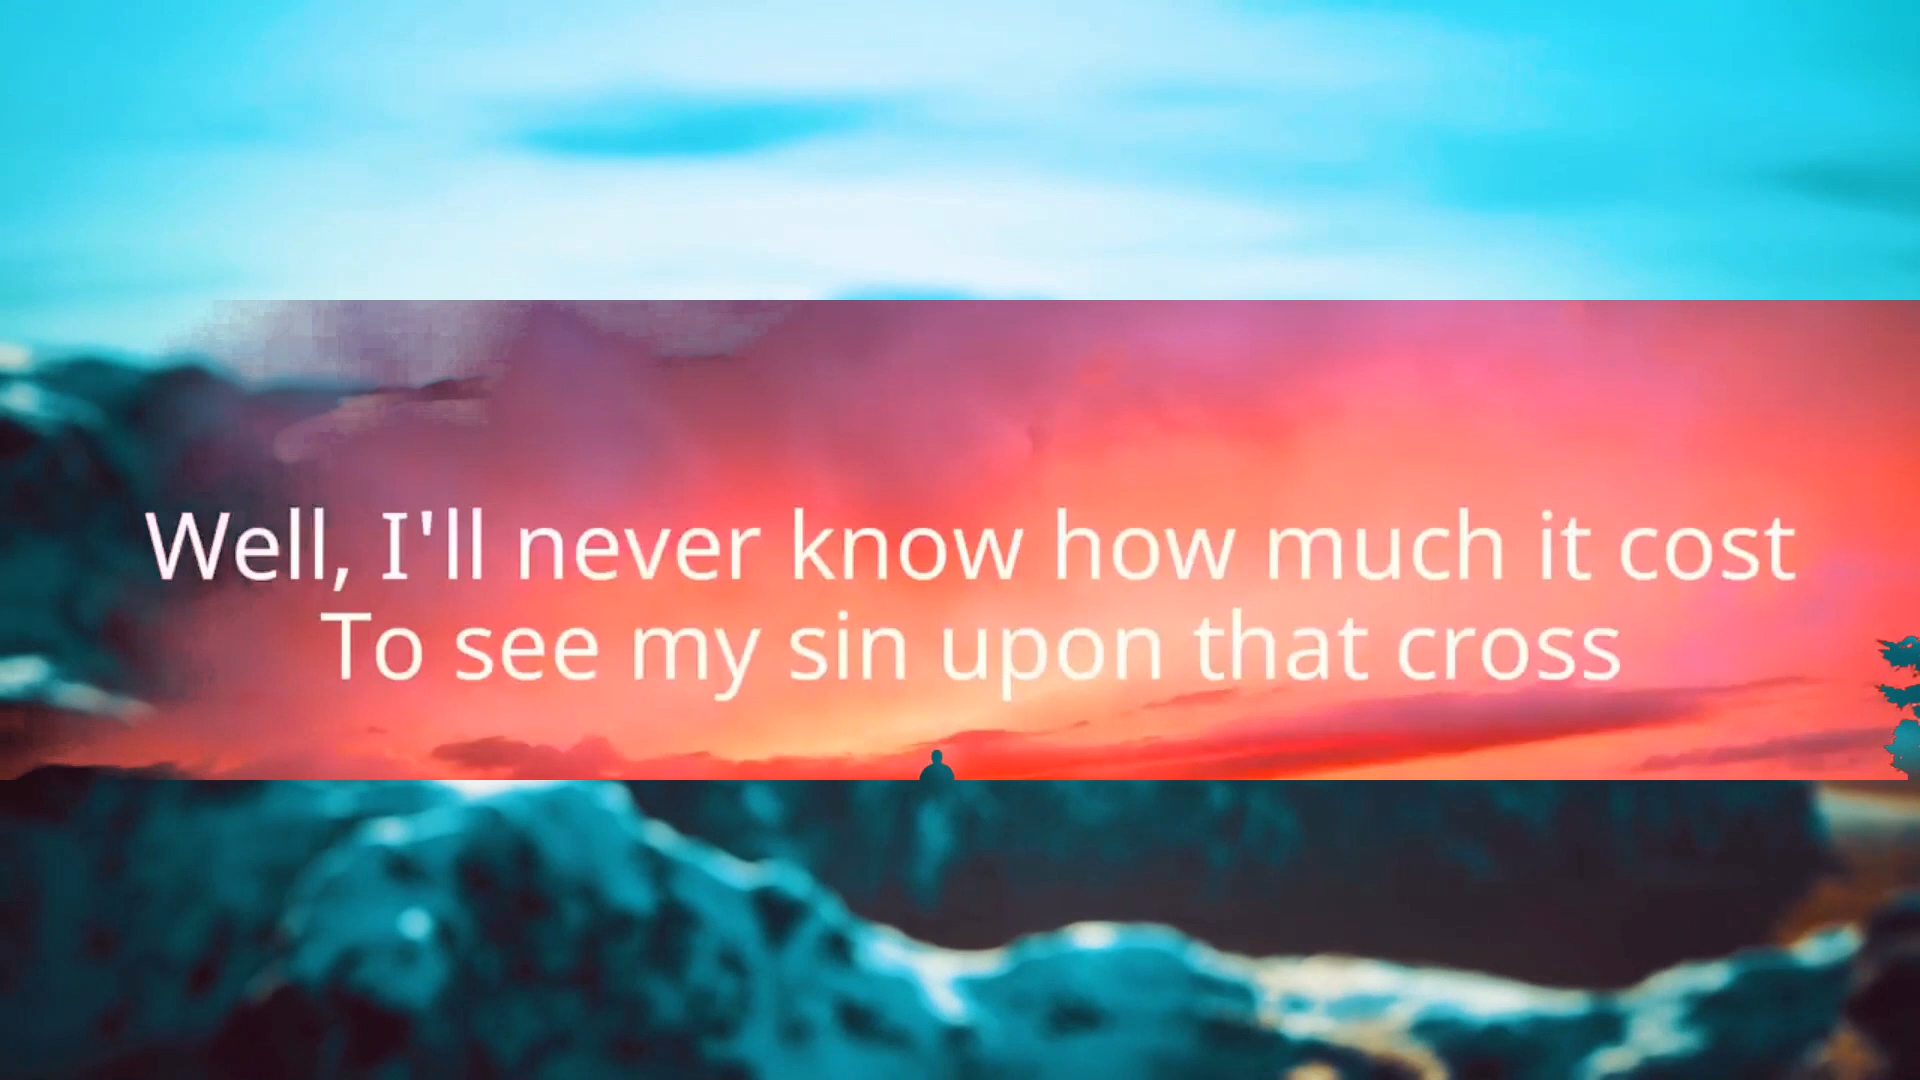 Well, I'll never know how much it cost
To see my sin upon that cross